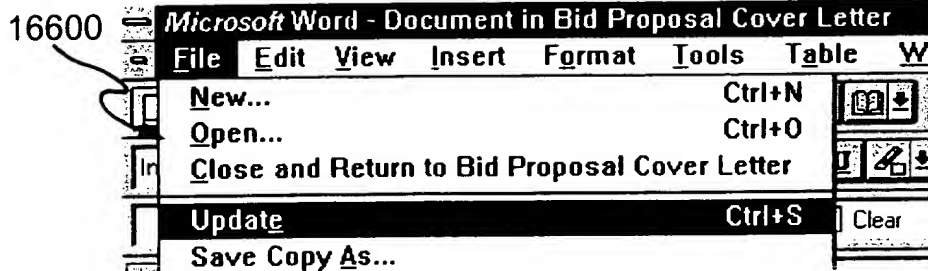 16600
Microsoft Word - Document in Bid Proposal Cover Letter
File Edit View Insert Format Tools Table W
New... Ctrl+N
Open... Ctrl+O
Close and Return to Bid Proposal Cover Letter
Update Ctrl+S Clear
Save Copy As...